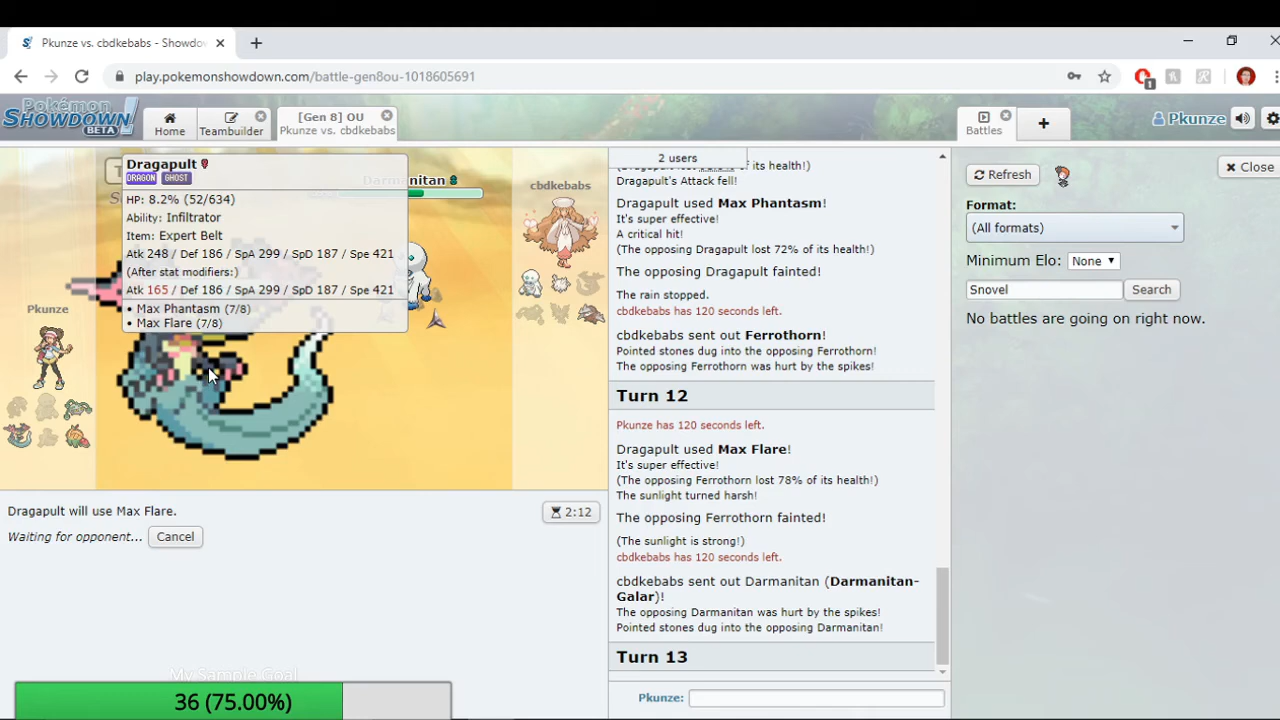 Pkunze vs. cbdkebabs - Showdo
play.pokemonshowdown.com/battle-gen8ou-1018605691
1
Pokémon
SHOWDOWN!
BETA
Home
Teambuilder
[Gen 8] OU
Pkunze vs. cbdkebabs
Battles
Pkunze
Dragapult
DRAGON GHOST
HP: 8.2% (52/634)
Ability: Infiltrator
Item: Expert Belt
Atk 248 / Def 186 / SpA 299 / SpD 187 / Spe 421
(After stat modifiers:)
Atk 165 / Def 186 / SpA 299 / SpD 187 / Spe 421
• Max Phantasm (7/8)
• Max Flare (7/8)
Darmanitan
Pkunze
cbdkebabs
Dragapult will use Max Flare.
Waiting for opponent... Cancel
2:12
My Sample Goal
36 (75.00%)
2 users
Dragapult's Attack fell!
Dragapult used Max Phantasm!
It's super effective!
A critical hit!
(The opposing Dragapult lost 72% of its health!)
The opposing Dragapult fainted!
The rain stopped.
cbdkebabs has 120 seconds left.
cbdkebabs sent out Ferrothorn!
Pointed stones dug into the opposing Ferrothorn!
The opposing Ferrothorn was hurt by the spikes!
Turn 12
Pkunze has 120 seconds left.
Dragapult used Max Flare!
It's super effective!
(The opposing Ferrothorn lost 78% of its health!)
The sunlight turned harsh!
The opposing Ferrothorn fainted!
(The sunlight is strong!)
cbdkebabs has 120 seconds left.
cbdkebabs sent out Darmanitan (Darmanitan-
Galar)!
The opposing Darmanitan was hurt by the spikes!
Pointed stones dug into the opposing Darmanitan!
Turn 13
Pkunze:
Refresh
Close
Format:
(All formats)
Minimum Elo: None
Snovel Search
No battles are going on right now.